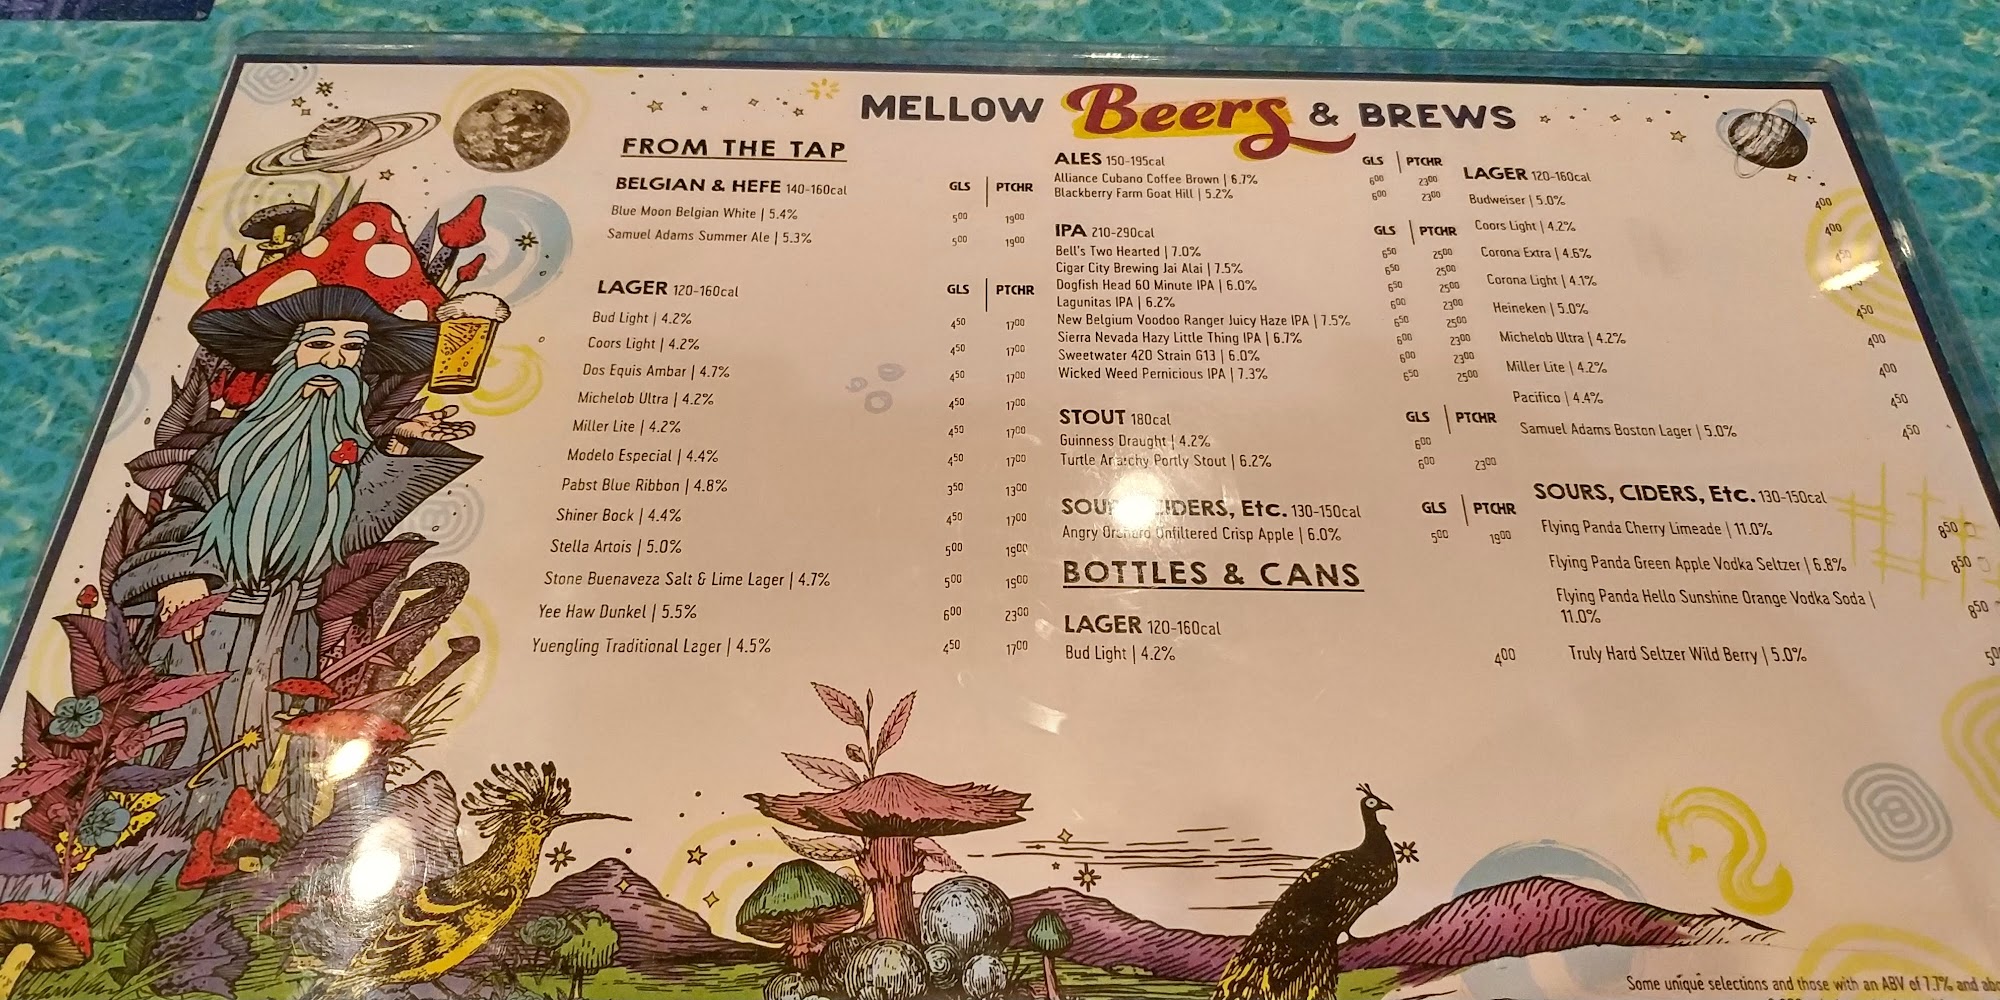 MELLOW Beers & BREWS
FROM THE TAP
BELGIAN & HEFE 140-160cal GLS | PTCHR
Blue Moon Belgian White | 5.4% 5⁰⁰ 19⁰⁰
Samuel Adams Summer Ale | 5.3% 5⁰⁰ 19⁰⁰
LAGER 120-160cal GLS | PTCHR
Bud Light | 4.2% 4⁵⁰ 17⁰⁰
Coors Light | 4.2% 4⁵⁰ 17⁰⁰
Dos Equis Ambar | 4.7% 4⁵⁰ 17⁰⁰
Michelob Ultra | 4.2% 4⁵⁰ 17⁰⁰
Miller Lite | 4.2% 4⁵⁰ 17⁰⁰
Modelo Especial | 4.4% 4⁵⁰ 17⁰⁰
Pabst Blue Ribbon | 4.8% 3⁵⁰ 13⁰⁰
Shiner Bock | 4.4% 4⁵⁰ 17⁰⁰
Stella Artois | 5.0% 5⁰⁰ 19⁰⁰
Stone Buenaveza Salt & Lime Lager | 4.7% 5⁰⁰ 19⁰⁰
Yee Haw Dunkel | 5.5% 6⁰⁰ 23⁰⁰
Yuengling Traditional Lager | 4.5% 4⁵⁰ 17⁰⁰
ALES 150-195cal GLS | PTCHR
Alliance Cubano Coffee Brown | 6.7% 6⁰⁰ 23⁰⁰
Blackberry Farm Goat Hill | 5.2% 6⁰⁰ 23⁰⁰
IPA 210-290cal GLS | PTCHR
Bell's Two Hearted | 7.0% 6⁵⁰ 25⁰⁰
Cigar City Brewing Jai Alai | 7.5% 6⁵⁰ 25⁰⁰
Dogfish Head 60 Minute IPA | 6.0% 6⁵⁰ 25⁰⁰
Lagunitas IPA | 6.2% 6⁰⁰ 23⁰⁰
New Belgium Voodoo Ranger Juicy Haze IPA | 7.5% 6⁵⁰ 25⁰⁰
Sierra Nevada Hazy Little Thing IPA | 6.7% 6⁰⁰ 23⁰⁰
Sweetwater 420 Strain G13 | 6.0% 6⁰⁰ 23⁰⁰
Wicked Weed Pernicious IPA | 7.3% 6⁵⁰ 25⁰⁰
STOUT 180cal GLS | PTCHR
Guinness Draught | 4.2% 6⁰⁰
Turtle Anarchy Portly Stout | 6.2% 6⁰⁰ 23⁰⁰
SOURS, CIDERS, Etc. 130-150cal GLS | PTCHR
Angry Orchard Unfiltered Crisp Apple | 6.0% 5⁰⁰ 19⁰⁰
BOTTLES & CANS
LAGER 120-160cal
Bud Light | 4.2% 4⁰⁰
LAGER 120-160cal
Budweiser | 5.0% 4⁰⁰
Coors Light | 4.2% 4⁰⁰
Corona Extra | 4.6% 4⁵⁰
Corona Light | 4.1% 4⁵⁰
Heineken | 5.0% 4⁵⁰
Michelob Ultra | 4.2% 4⁰⁰
Miller Lite | 4.2% 4⁰⁰
Pacifico | 4.4% 4⁵⁰
Samuel Adams Boston Lager | 5.0% 4⁵⁰
SOURS, CIDERS, Etc. 130-150cal
Flying Panda Cherry Limeade | 11.0% 8⁵⁰
Flying Panda Green Apple Vodka Seltzer | 6.8% 8⁵⁰
Flying Panda Hello Sunshine Orange Vodka Soda |
11.0% 8⁵⁰
Truly Hard Seltzer Wild Berry | 5.0% 5⁰
Some unique selections and those with an ABV of 7.7% and